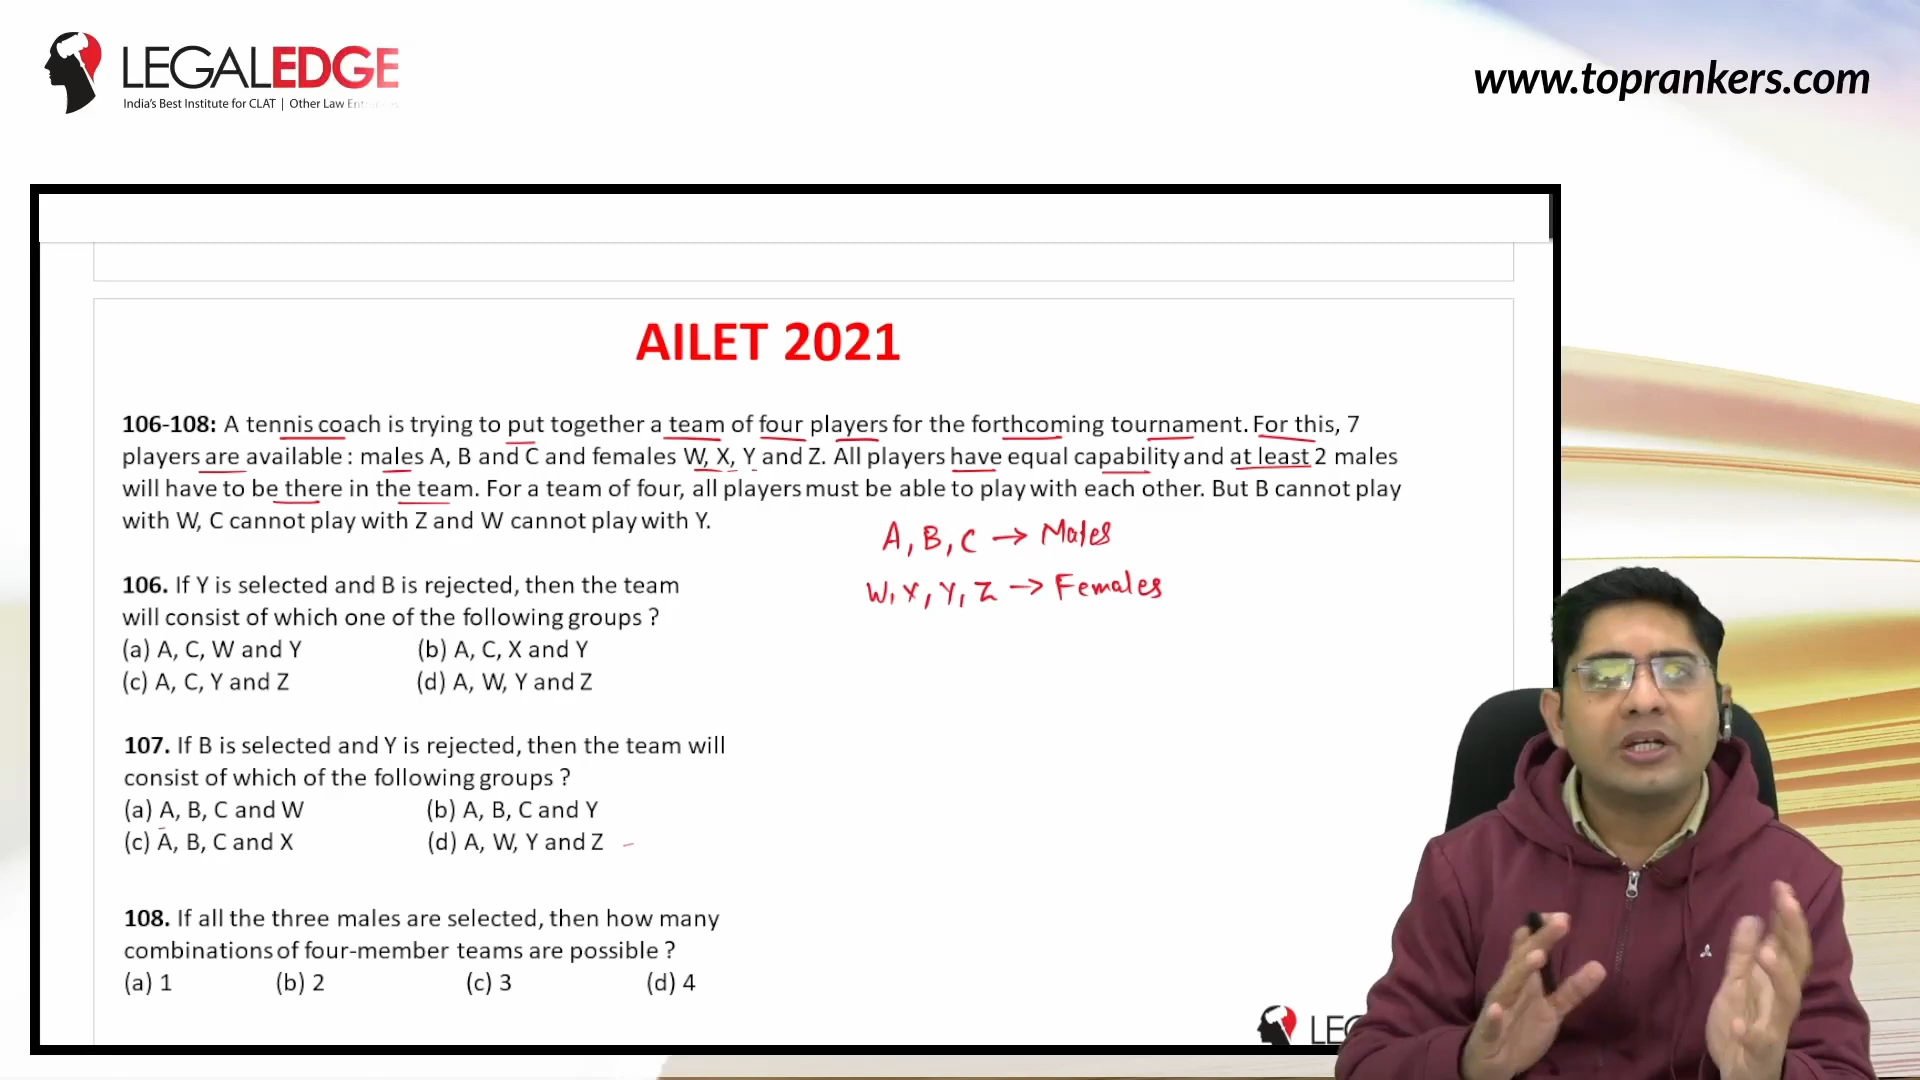 LEGALEDGE
India's Best Institute for CLAT | Other Law Entrances
www.toprankers.com
AILET 2021
106-108: A tennis coach is trying to put together a team of four players for the forthcoming tournament. For this, 7
players are available : males A, B and C and females W, X, Y and Z. All players have equal capability and at least 2 males
will have to be there in the team. For a team of four, all players must be able to play with each other. But B cannot play
with W, C cannot play with Z and W cannot play with Y.
A, B, C → Males
W, X, Y, Z → Females
106. If Y is selected and B is rejected, then the team
will consist of which one of the following groups ?
(a) A, C, W and Y (b) A, C, X and Y
(c) A, C, Y and Z (d) A, W, Y and Z
107. If B is selected and Y is rejected, then the team will
consist of which of the following groups ?
(a) A, B, C and W (b) A, B, C and Y
(c) A, B, C and X (d) A, W, Y and Z
108. If all the three males are selected, then how many
combinations of four-member teams are possible ?
(a) 1 (b) 2 (c) 3 (d) 4